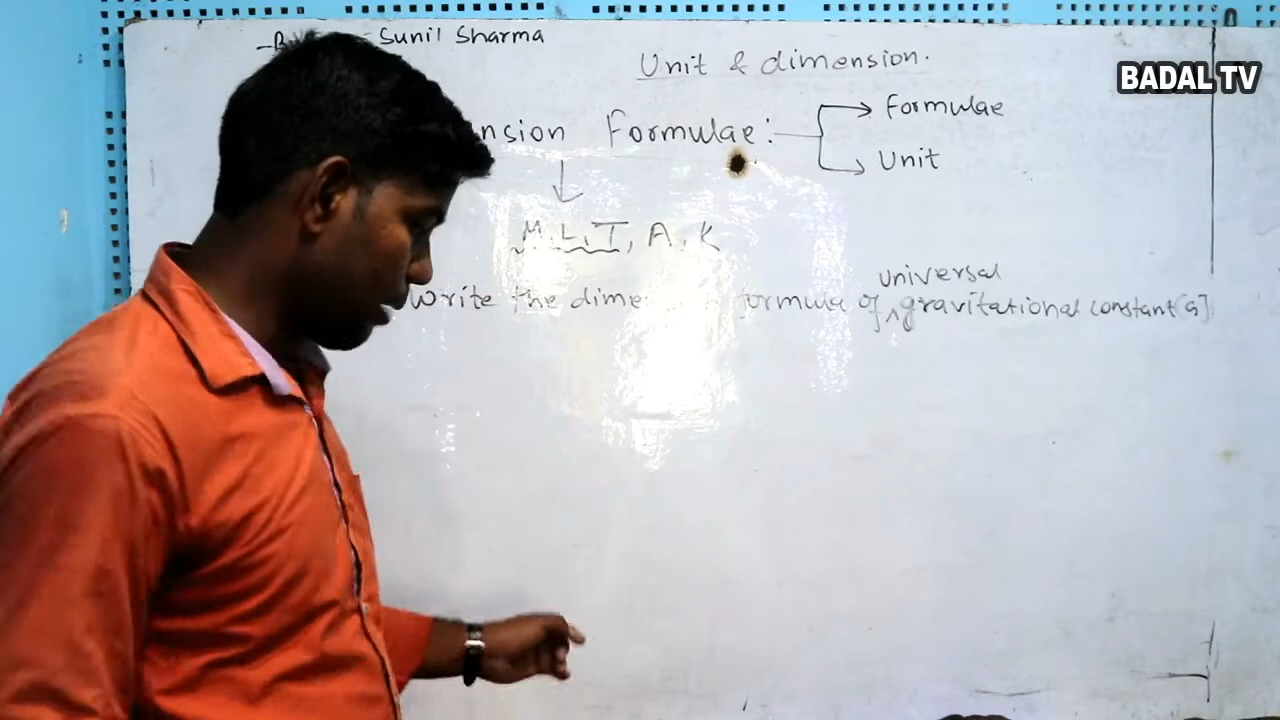 Sunil Sharma
Unit & dimension.
BADAL TV
nsion Formulae:
Formulae
Unit
M, L, T, A, K
universal
Write the dime formula of gravitational constant [G]